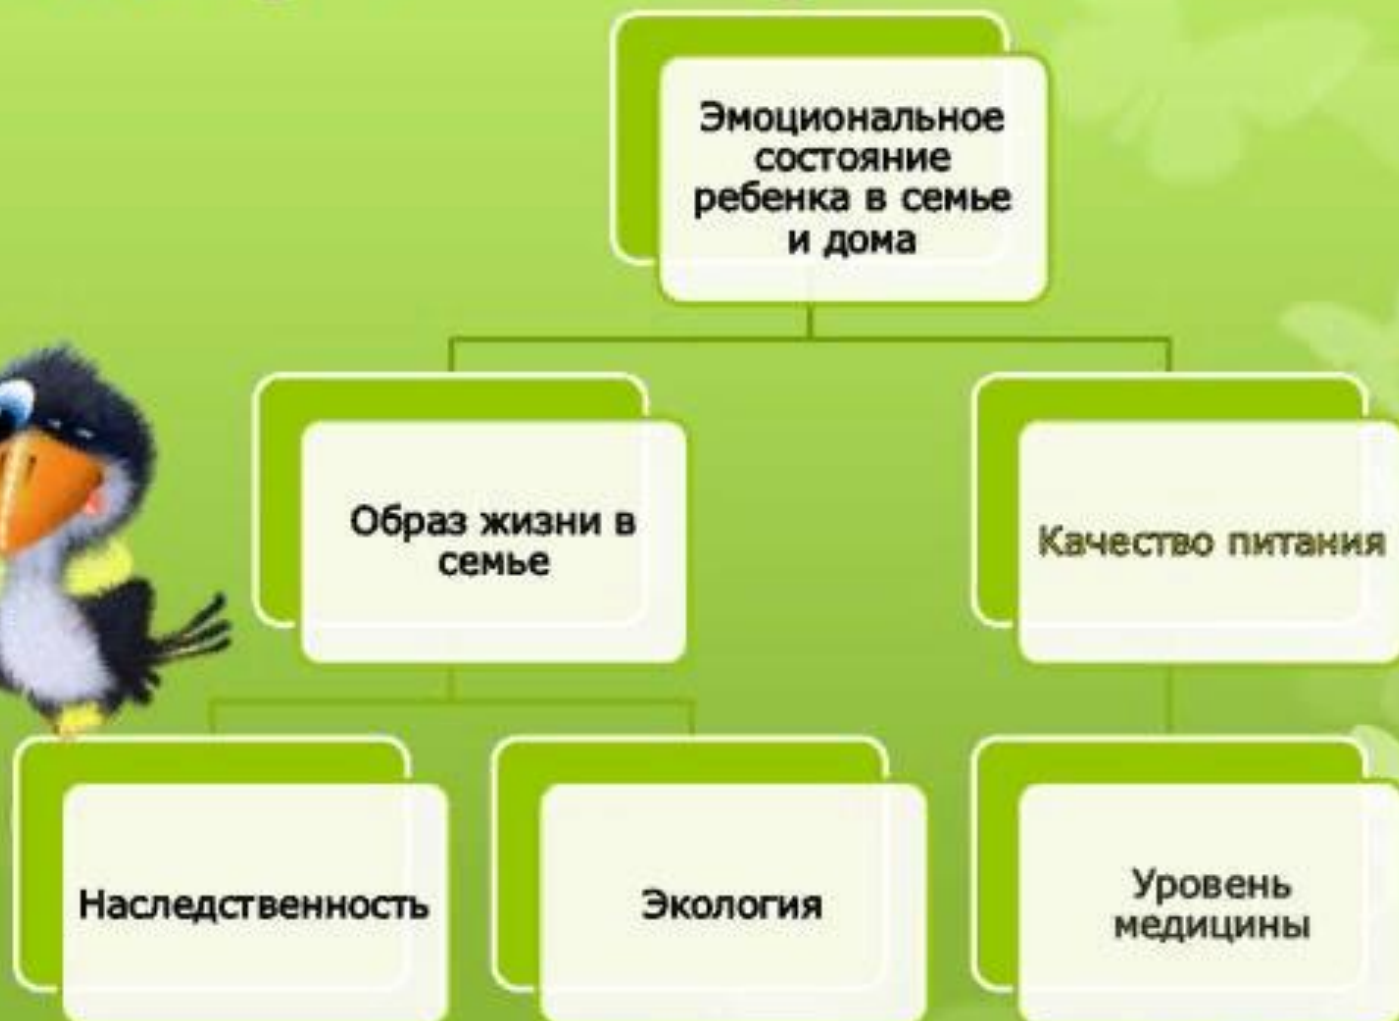 Эмоциональное
состояние
ребенка в семье
и дома
Образ жизни в
семье
Качество питания
Наследственность
Экология
Уровень
медицины